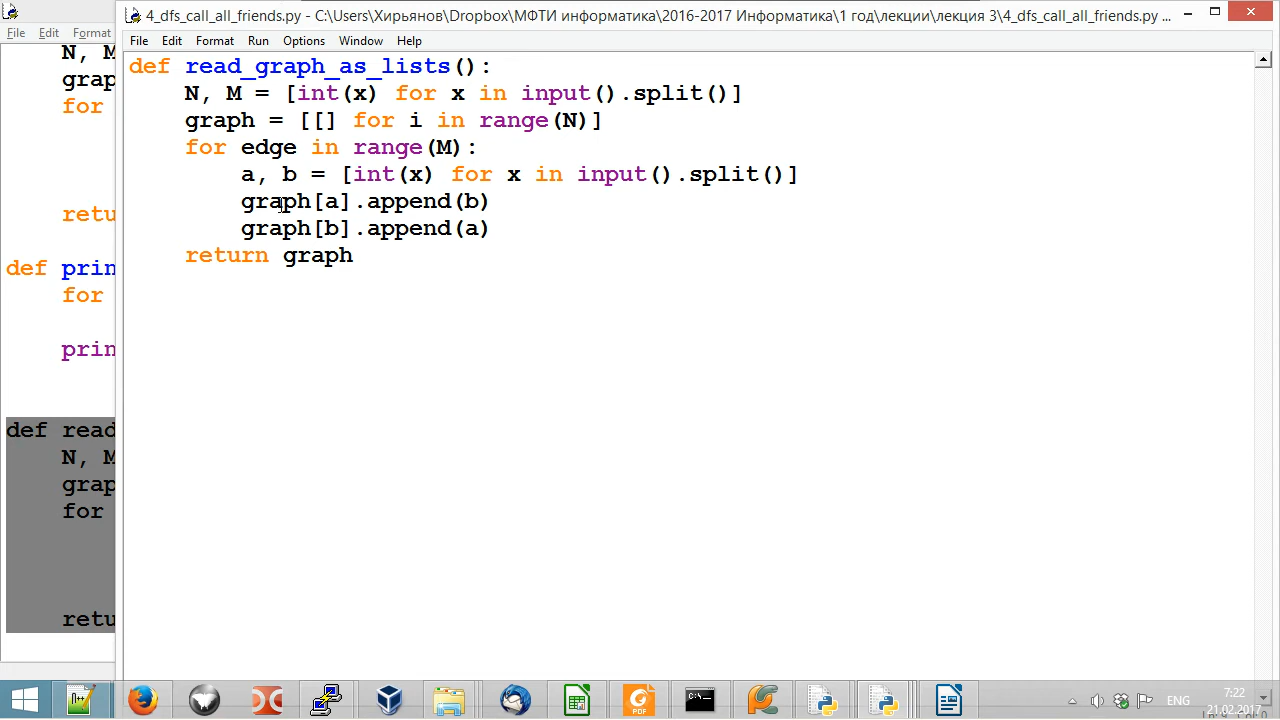 4_dfs_call_all_friends.py - C:\Users\Хирьянов\Dropbox\МФТИ информатика\2016-2017 Информатика\1 год\лекции\лекция 3\4_dfs_call_all_friends.py ...
File Edit Format
File Edit Format Run Options Window Help
N, M
grap
for
retu
def prin
for
prin
def read
N, M
grap
for
retu
def read_graph_as_lists():
N, M = [int(x) for x in input().split()]
graph = [[] for i in range(N)]
for edge in range(M):
a, b = [int(x) for x in input().split()]
graph[a].append(b)
graph[b].append(a)
return graph
PDF
C:\_
ENG
7:22
21.02.2017